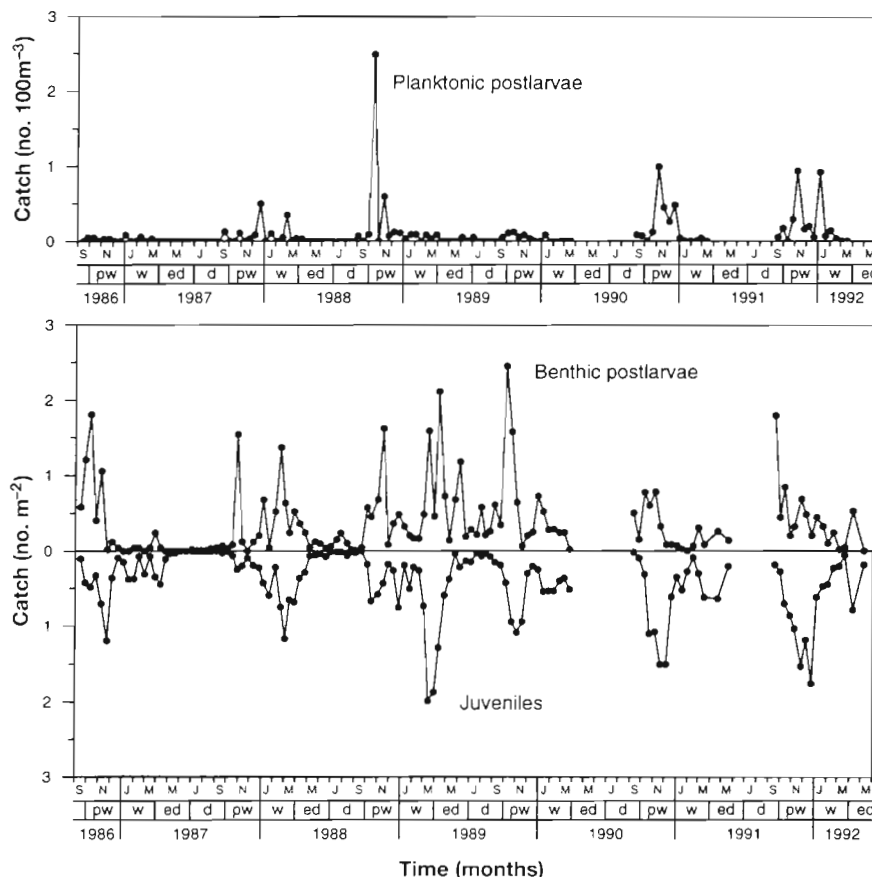 3
2
1
0
Catch (no. 100m⁻³)
Planktonic postlarvae
S N J M M J S N J M M J S N J M M J S N J M M J S N J M M J S N J M M
pw w ed d pw w ed d pw w ed d pw w ed d pw w ed d pw w ed
1986 1987 1988 1989 1990 1991 1992
3
2
1
0
1
2
3
Catch (no. m⁻²)
Benthic postlarvae
Juveniles
S N J M M J S N J M M J S N J M M J S N J M M J S N J M M J S N J M M
pw w ed d pw w ed d pw w ed d pw w ed d pw w ed d pw w ed
1986 1987 1988 1989 1990 1991 1992
Time (months)